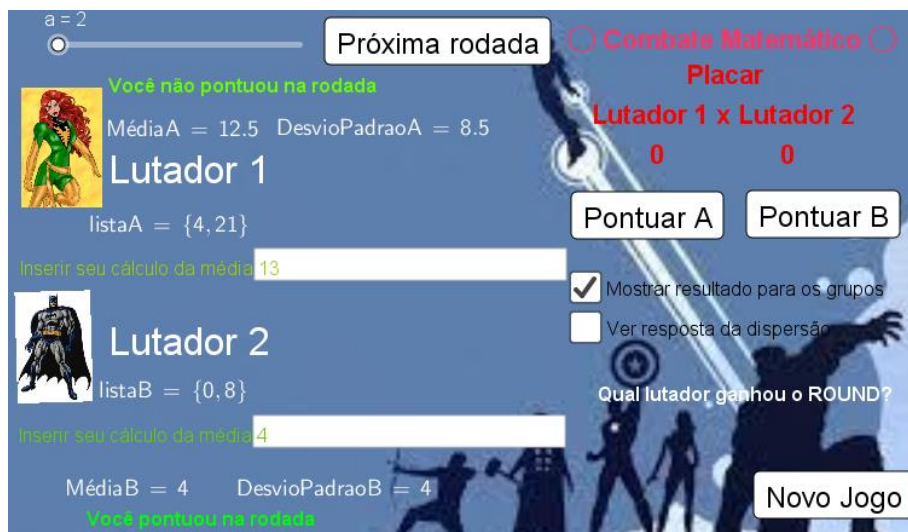 a = 2
Próxima rodada
Combate Matemático
Placar
Lutador 1 x Lutador 2
0 0
Você não pontuou na rodada
MédiaA = 12.5 DesvioPadraoA = 8.5
Lutador 1
listaA = {4, 21}
Inserir seu cálculo da média 13
Pontuar A Pontuar B
Mostrar resultado para os grupos
Ver resposta da dispersão
Lutador 2
listaB = {0, 8}
Qual lutador ganhou o ROUND?
Inserir seu cálculo da média 4
MédiaB = 4 DesvioPadraoB = 4
Você pontuou na rodada
Novo Jogo